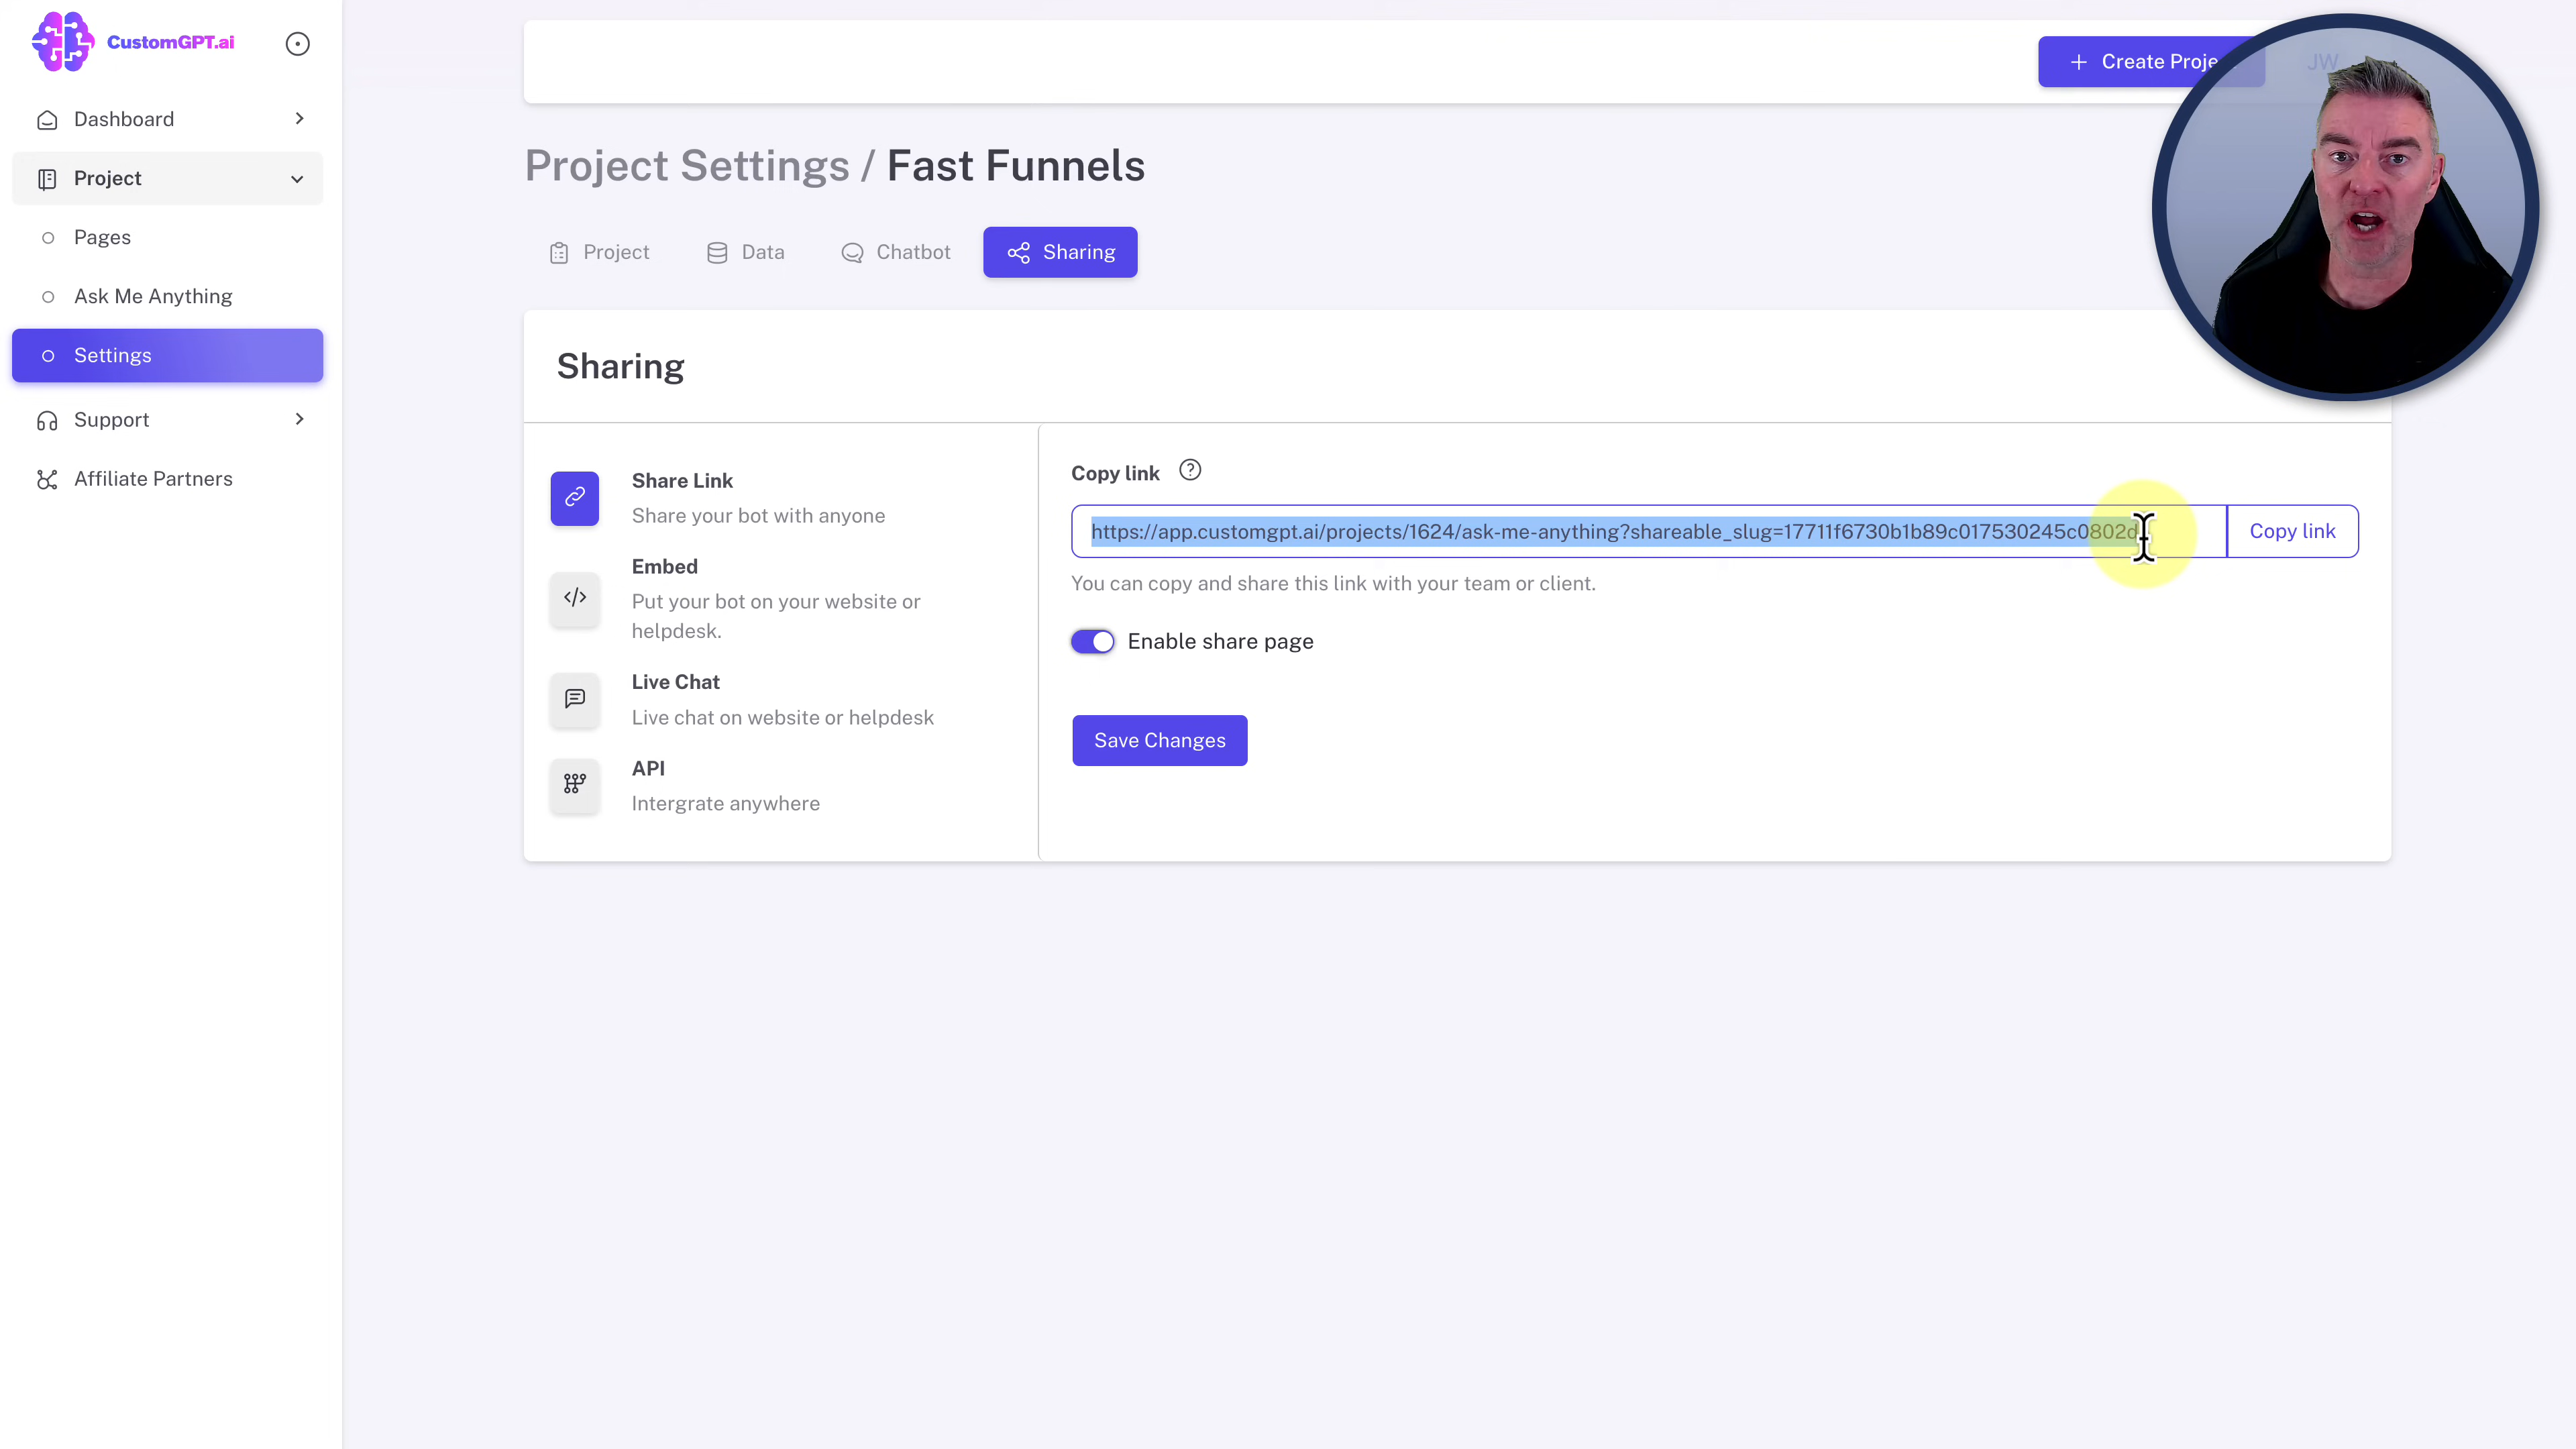 CustomGPT.ai
Dashboard
Project
Pages
Ask Me Anything
Settings
Support
Affiliate Partners
+ Create Proje
JW
Project Settings / Fast Funnels
Project
Data
Chatbot
Sharing
Sharing
Share Link
Share your bot with anyone
Embed
Put your bot on your website or
helpdesk.
Live Chat
Live chat on website or helpdesk
API
Intergrate anywhere
Copy link
https://app.customgpt.ai/projects/1624/ask-me-anything?shareable_slug=17711f6730b1b89c017530245c0802d
Copy link
You can copy and share this link with your team or client.
Enable share page
Save Changes